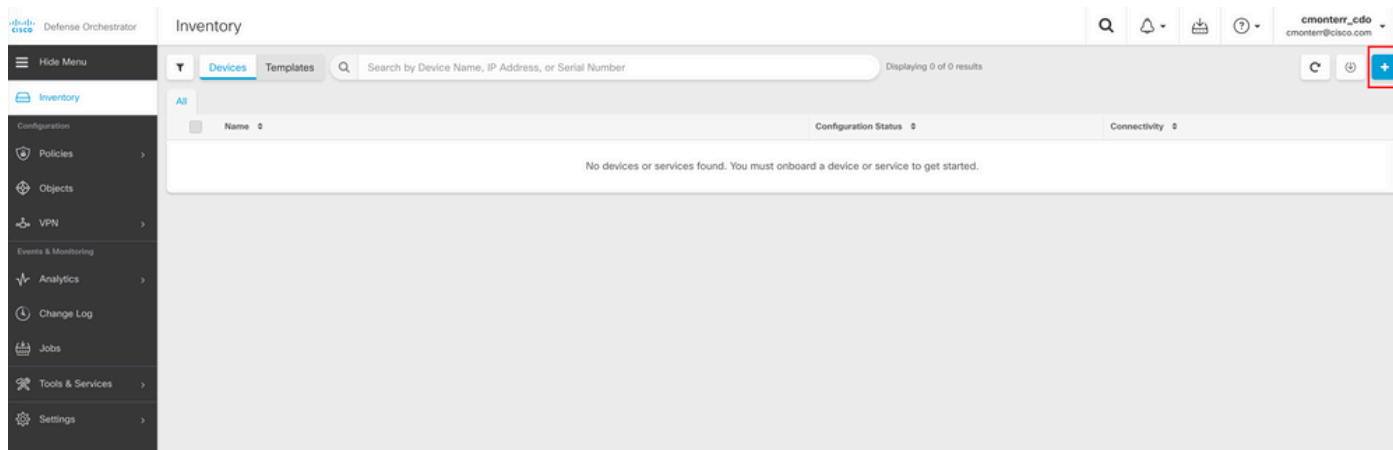 cisco Defense Orchestrator
Inventory
cmonterr_cdo
cmonterr@cisco.com
Hide Menu
Devices Templates Search by Device Name, IP Address, or Serial Number Displaying 0 of 0 results
Inventory
All
Configuration
Name Configuration Status Connectivity
Policies
No devices or services found. You must onboard a device or service to get started.
Objects
VPN
Events & Monitoring
Analytics
Change Log
Jobs
Tools & Services
Settings